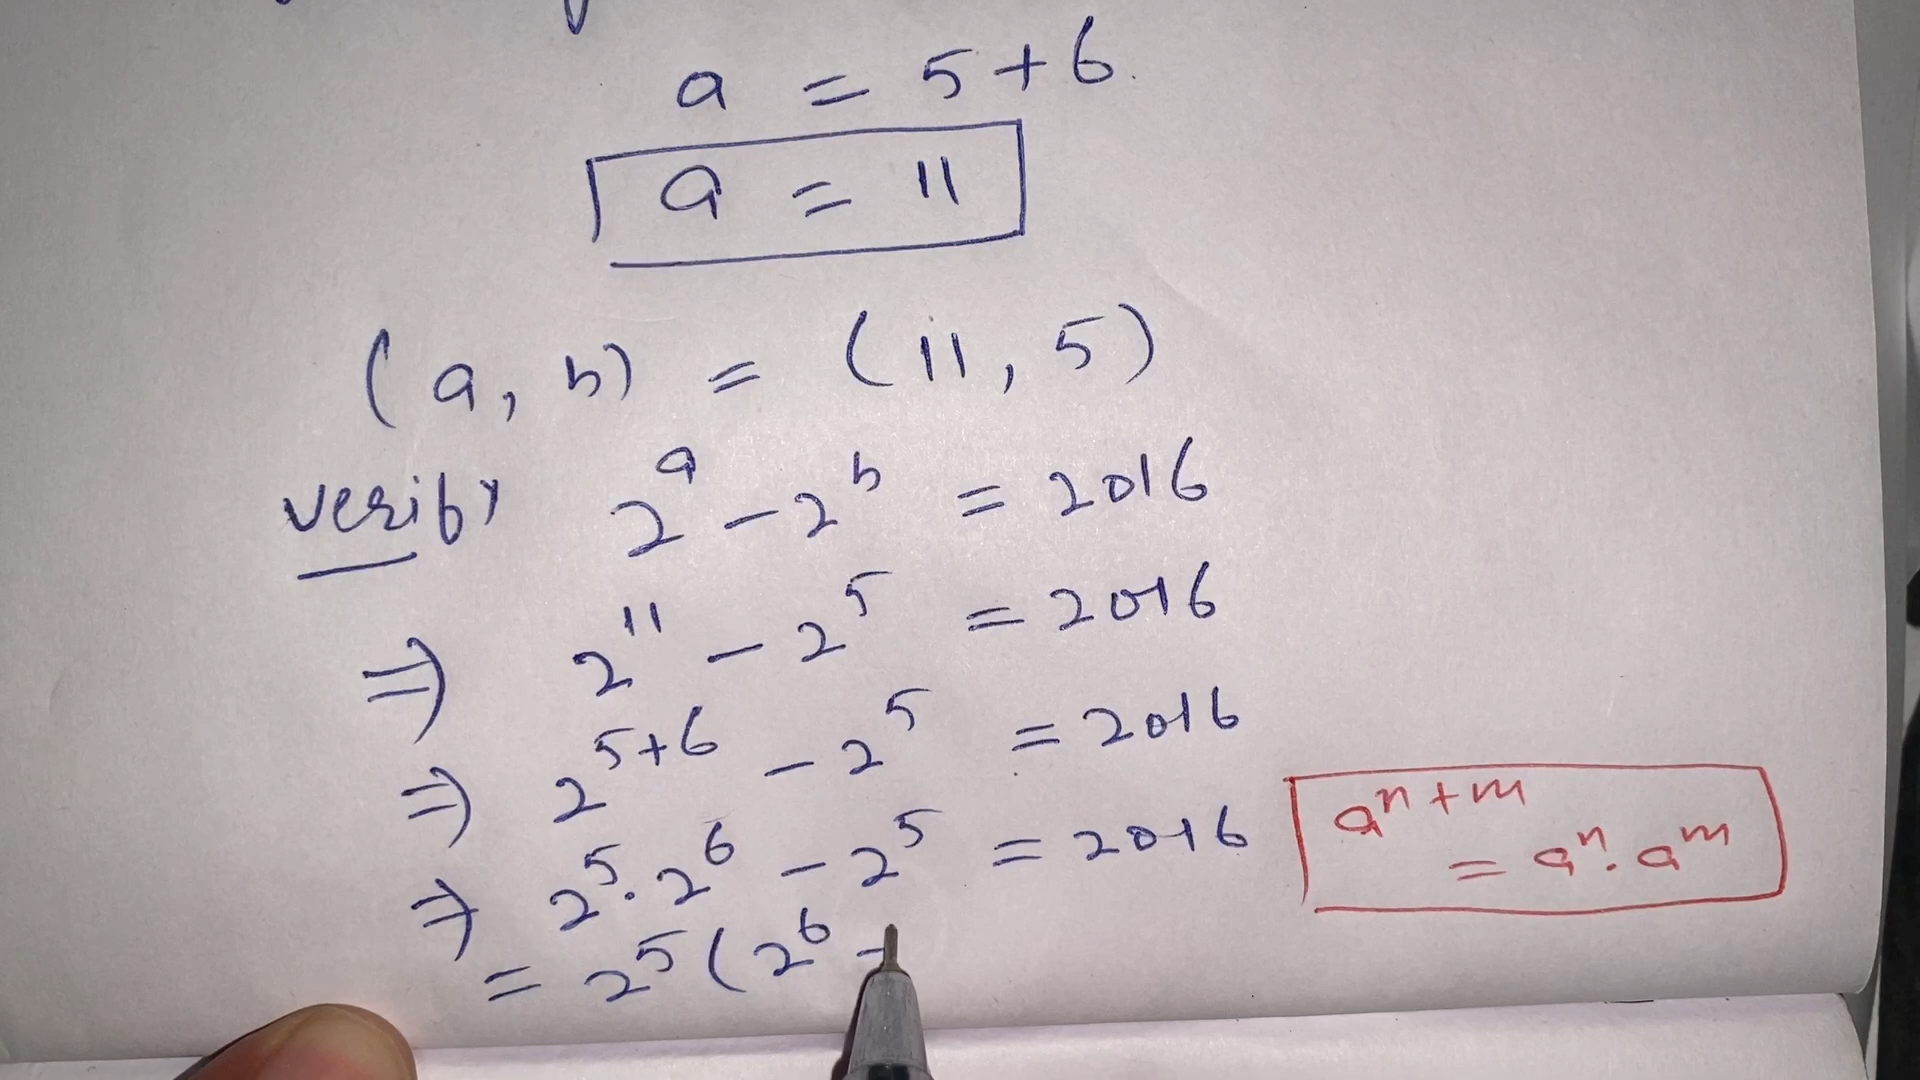 a = 5+6
a = 11
(a, b) = (11, 5)
verify 2^a - 2^b = 2016
⇒ 2^11 - 2^5 = 2016
⇒ 2^5+6 - 2^5 = 2016
⇒ 2^5 . 2^6 - 2^5 = 2016
a^n+m
= a^n . a^m
= 2^5 (2^6 -